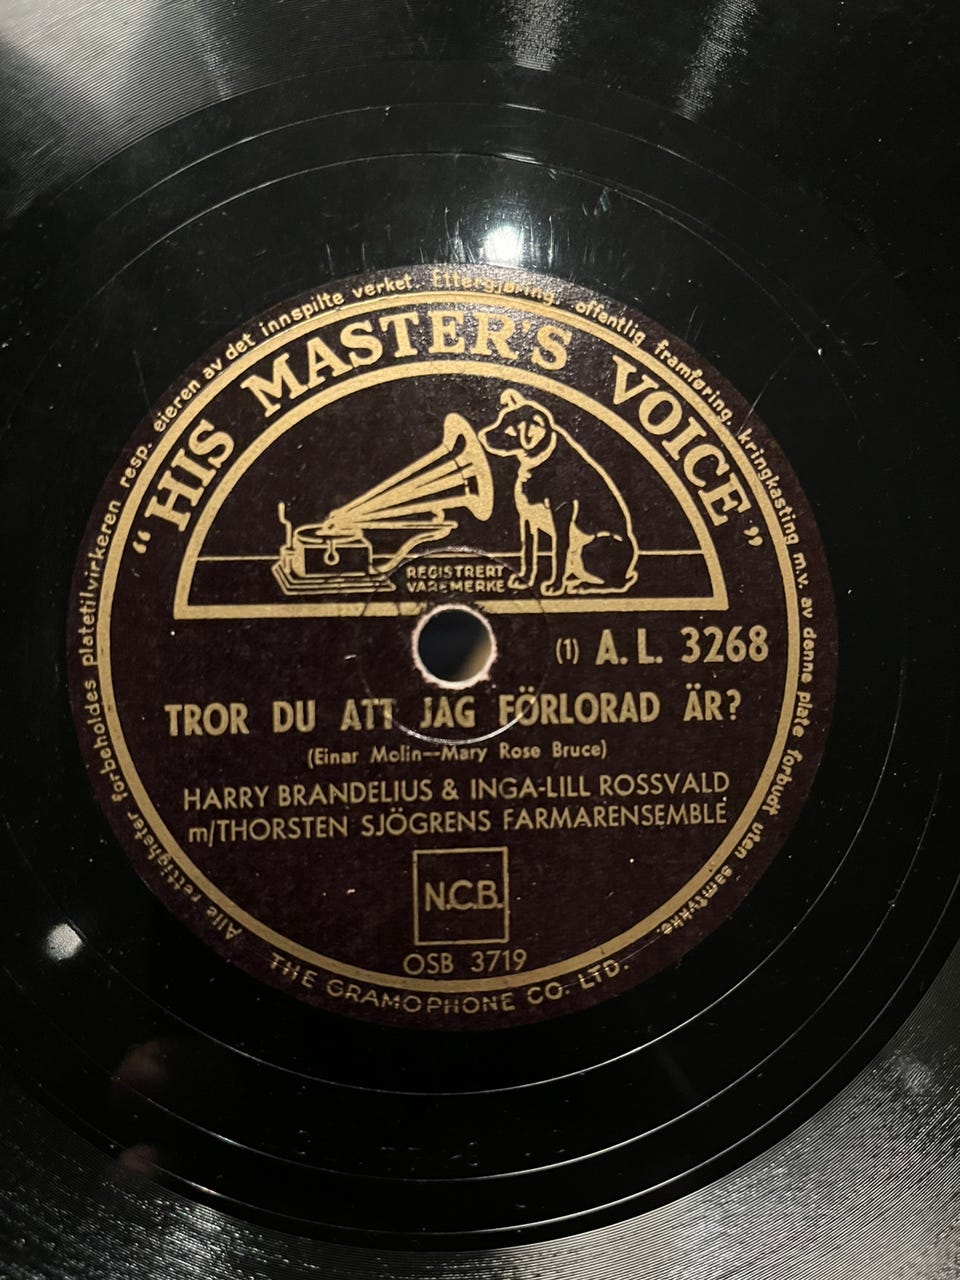 Alle rettigheter forbeholdes platetilvirkeren resp. eieren av det innspilte verket. Ettergjøring, offentlig framføring, kringkasting m.v. av denne plate forbudt uten samtykke.
"HIS MASTER'S VOICE"
REGISTRERT
VAREMERKE
(1) A. L. 3268
TROR DU ATT JAG FÖRLORAD ÄR?
(Einar Molin—Mary Rose Bruce)
HARRY BRANDELIUS & INGA-LILL ROSSVALD
m/THORSTEN SJÖGRENS FARMARENSEMBLE
N.C.B.
OSB 3719
THE GRAMOPHONE CO. LTD.